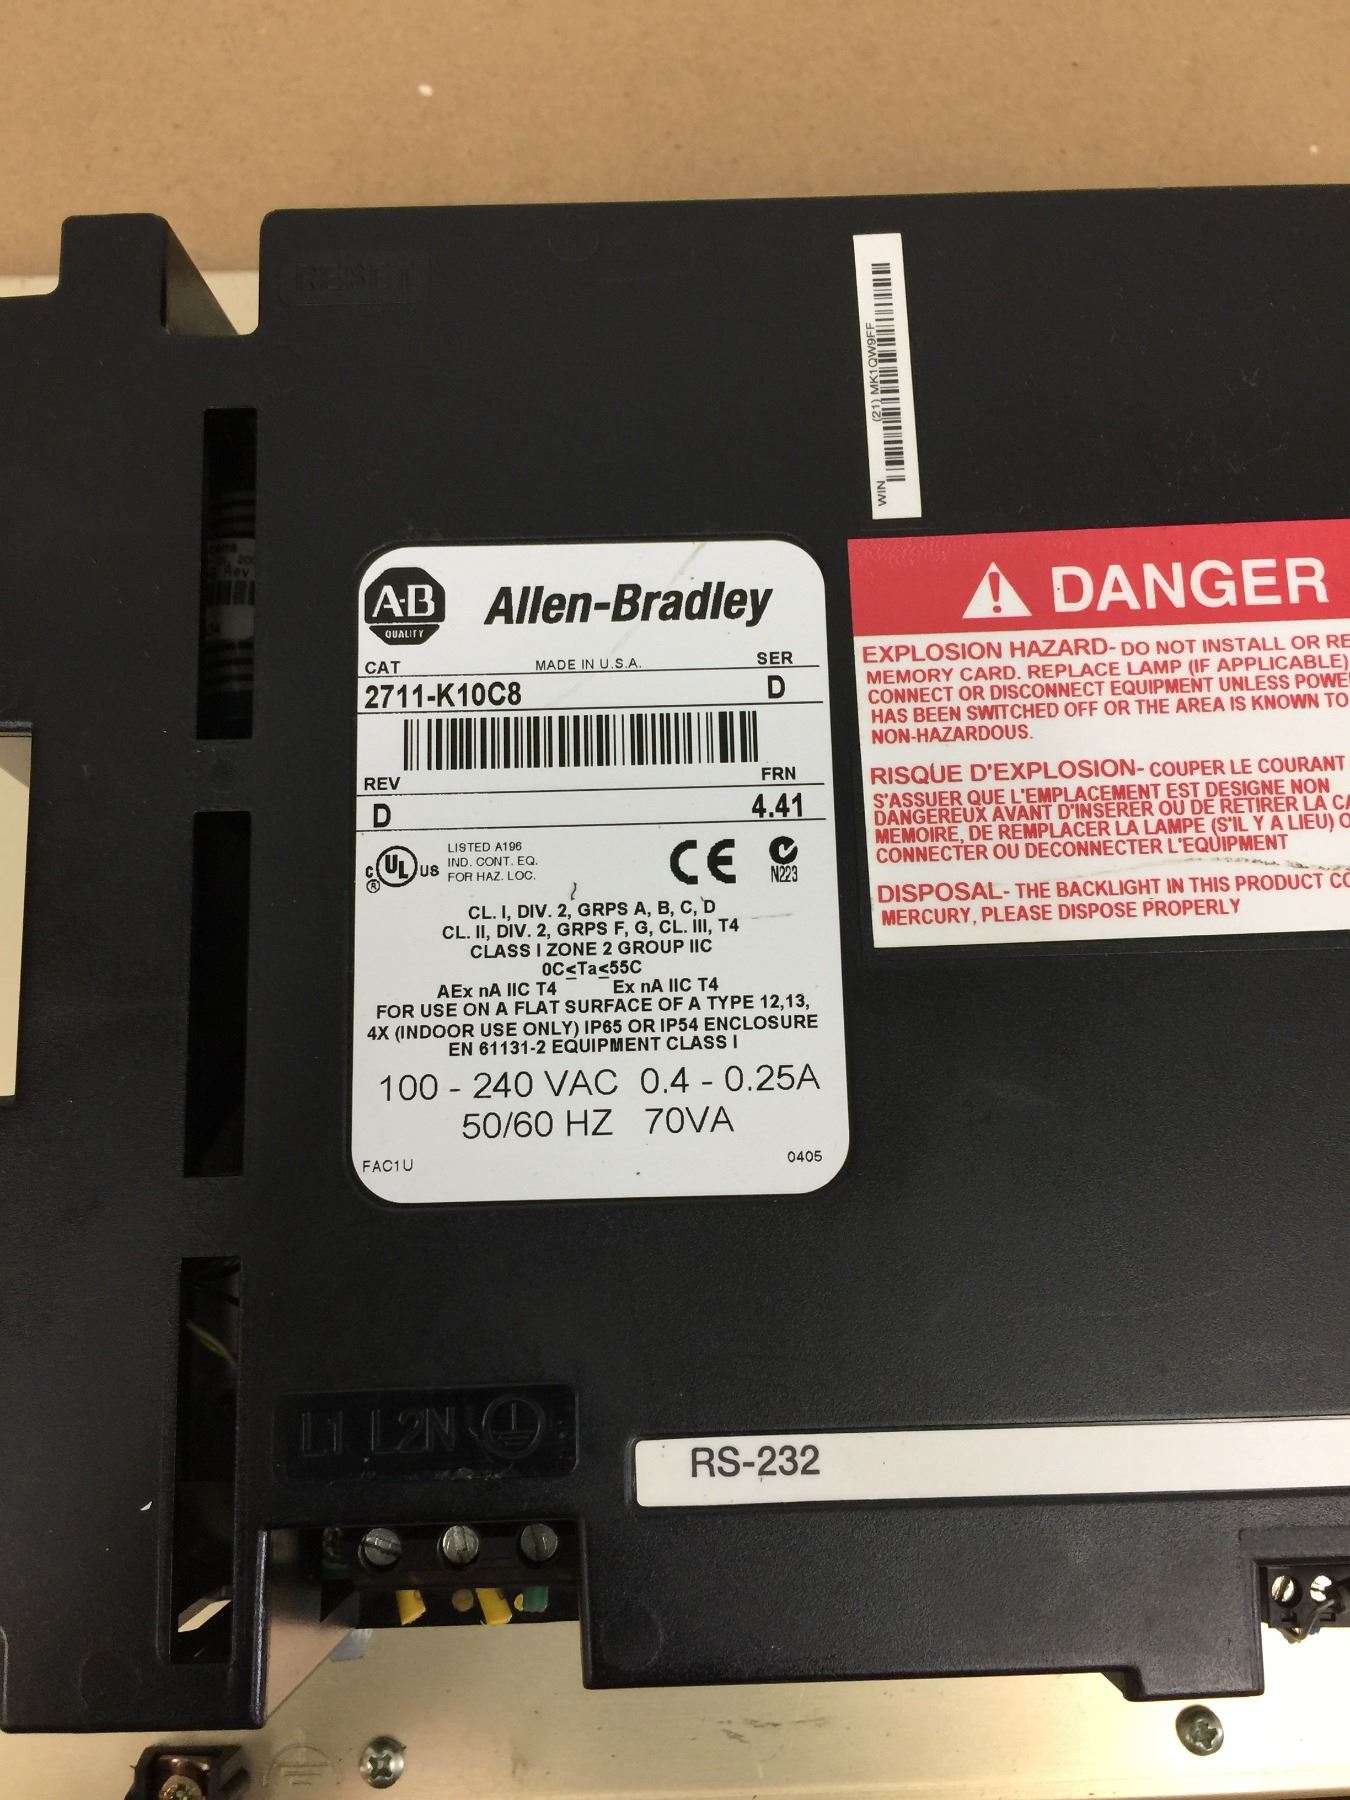 RESET
WIN
(21) MK1QW9FF
A-B
QUALITY
Allen-Bradley
CAT MADE IN U.S.A. SER
2711-K10C8 D
REV FRN
D 4.41
C UL US
LISTED A196
IND. CONT. EQ.
FOR HAZ. LOC.
CE
N223
CL. I, DIV. 2, GRPS A, B, C, D
CL. II, DIV. 2, GRPS F, G, CL. III, T4
CLASS I ZONE 2 GROUP IIC
0C≤Ta≤55C
AEx nA IIC T4 Ex nA IIC T4
FOR USE ON A FLAT SURFACE OF A TYPE 12,13,
4X (INDOOR USE ONLY) IP65 OR IP54 ENCLOSURE
EN 61131-2 EQUIPMENT CLASS I
100 - 240 VAC 0.4 - 0.25A
50/60 HZ 70VA
FAC1U 0405
DANGER
EXPLOSION HAZARD- DO NOT INSTALL OR RE
MEMORY CARD. REPLACE LAMP (IF APPLICABLE)
CONNECT OR DISCONNECT EQUIPMENT UNLESS POWE
HAS BEEN SWITCHED OFF OR THE AREA IS KNOWN TO
NON-HAZARDOUS.
RISQUE D'EXPLOSION- COUPER LE COURANT
S'ASSUER QUE L'EMPLACEMENT EST DESIGNE NON
DANGEREUX AVANT D'INSERER OU DE RETIRER LA CA
MEMOIRE, DE REMPLACER LA LAMPE (S'IL Y A LIEU) O
CONNECTER OU DECONNECTER L'EQUIPMENT
DISPOSAL- THE BACKLIGHT IN THIS PRODUCT CO
MERCURY, PLEASE DISPOSE PROPERLY
L1 L2N
RS-232